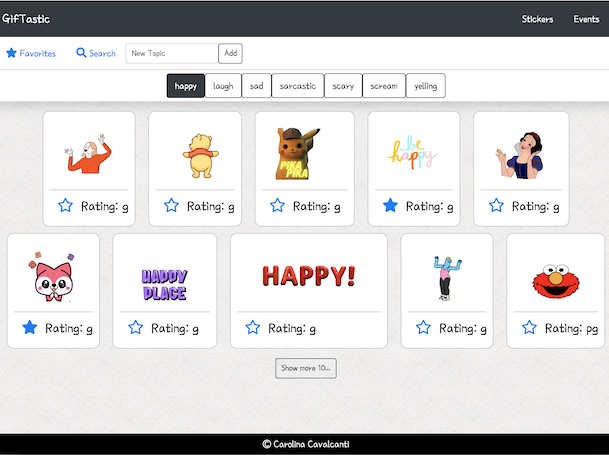 GifTastic Stickers Events
Favorites Search New Topic Add
happy laugh sad sarcastic scary scream yelling
PIKA PIKA
be happy
Rating: g Rating: g Rating: g Rating: g Rating: g
HAPPY PLACE
HAPPY!
Rating: g Rating: g Rating: g Rating: g Rating: pg
Show more 10...
© Carolina Cavalcanti